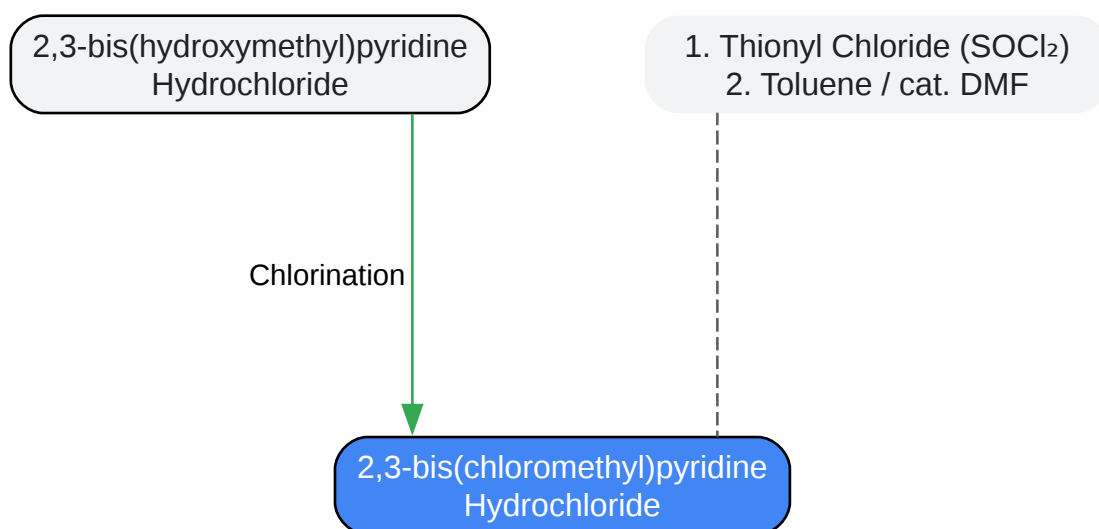 2,3-bis(hydroxymethyl)pyridine
Hydrochloride
1. Thionyl Chloride (SOCl₂)
2. Toluene / cat. DMF
Chlorination
2,3-bis(chloromethyl)pyridine
Hydrochloride